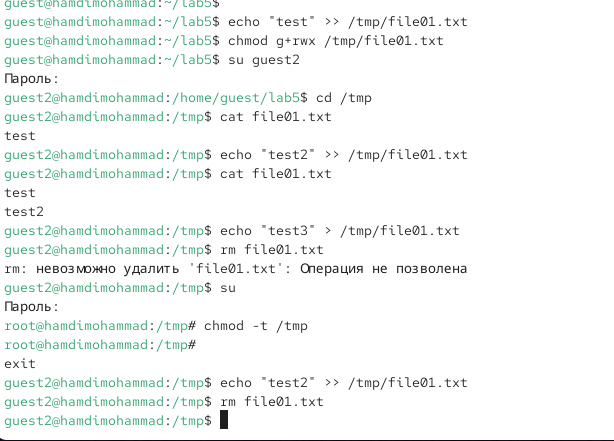 guest@hamdimohammad:~/lab5$
guest@hamdimohammad:~/lab5$ echo "test" >> /tmp/file01.txt
guest@hamdimohammad:~/lab5$ chmod g+rwx /tmp/file01.txt
guest@hamdimohammad:~/lab5$ su guest2
Пароль:
guest2@hamdimohammad:/home/guest/lab5$ cd /tmp
guest2@hamdimohammad:/tmp$ cat file01.txt
test
guest2@hamdimohammad:/tmp$ echo "test2" >> /tmp/file01.txt
guest2@hamdimohammad:/tmp$ cat file01.txt
test
test2
guest2@hamdimohammad:/tmp$ echo "test3" > /tmp/file01.txt
guest2@hamdimohammad:/tmp$ rm file01.txt
rm: невозможно удалить 'file01.txt': Операция не позволена
guest2@hamdimohammad:/tmp$ su
Пароль:
root@hamdimohammad:/tmp# chmod -t /tmp
root@hamdimohammad:/tmp#
exit
guest2@hamdimohammad:/tmp$ echo "test2" >> /tmp/file01.txt
guest2@hamdimohammad:/tmp$ rm file01.txt
guest2@hamdimohammad:/tmp$